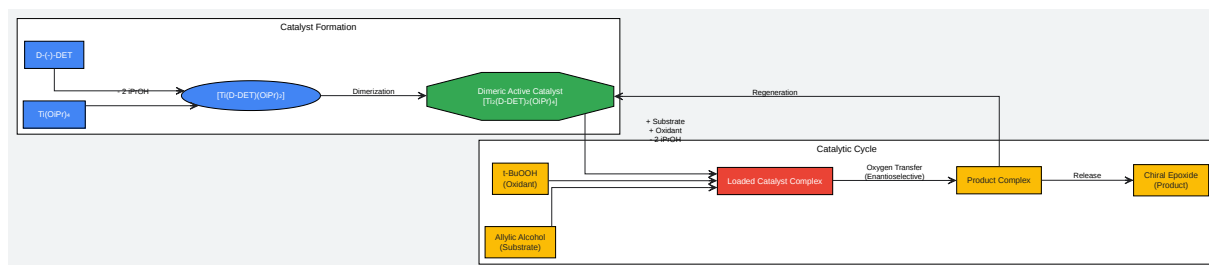 Catalyst Formation
D-(-)-DET
Ti(OiPr)₄
- 2 iPrOH
[Ti(D-DET)(OiPr)₂]
Dimerization
Dimeric Active Catalyst
[Ti₂(D-DET)₂(OiPr)₄]
Regeneration
+ Substrate
+ Oxidant
- 2 iPrOH
Catalytic Cycle
t-BuOOH
(Oxidant)
Allylic Alcohol
(Substrate)
Loaded Catalyst Complex
Oxygen Transfer
(Enantioselective)
Product Complex
Release
Chiral Epoxide
(Product)